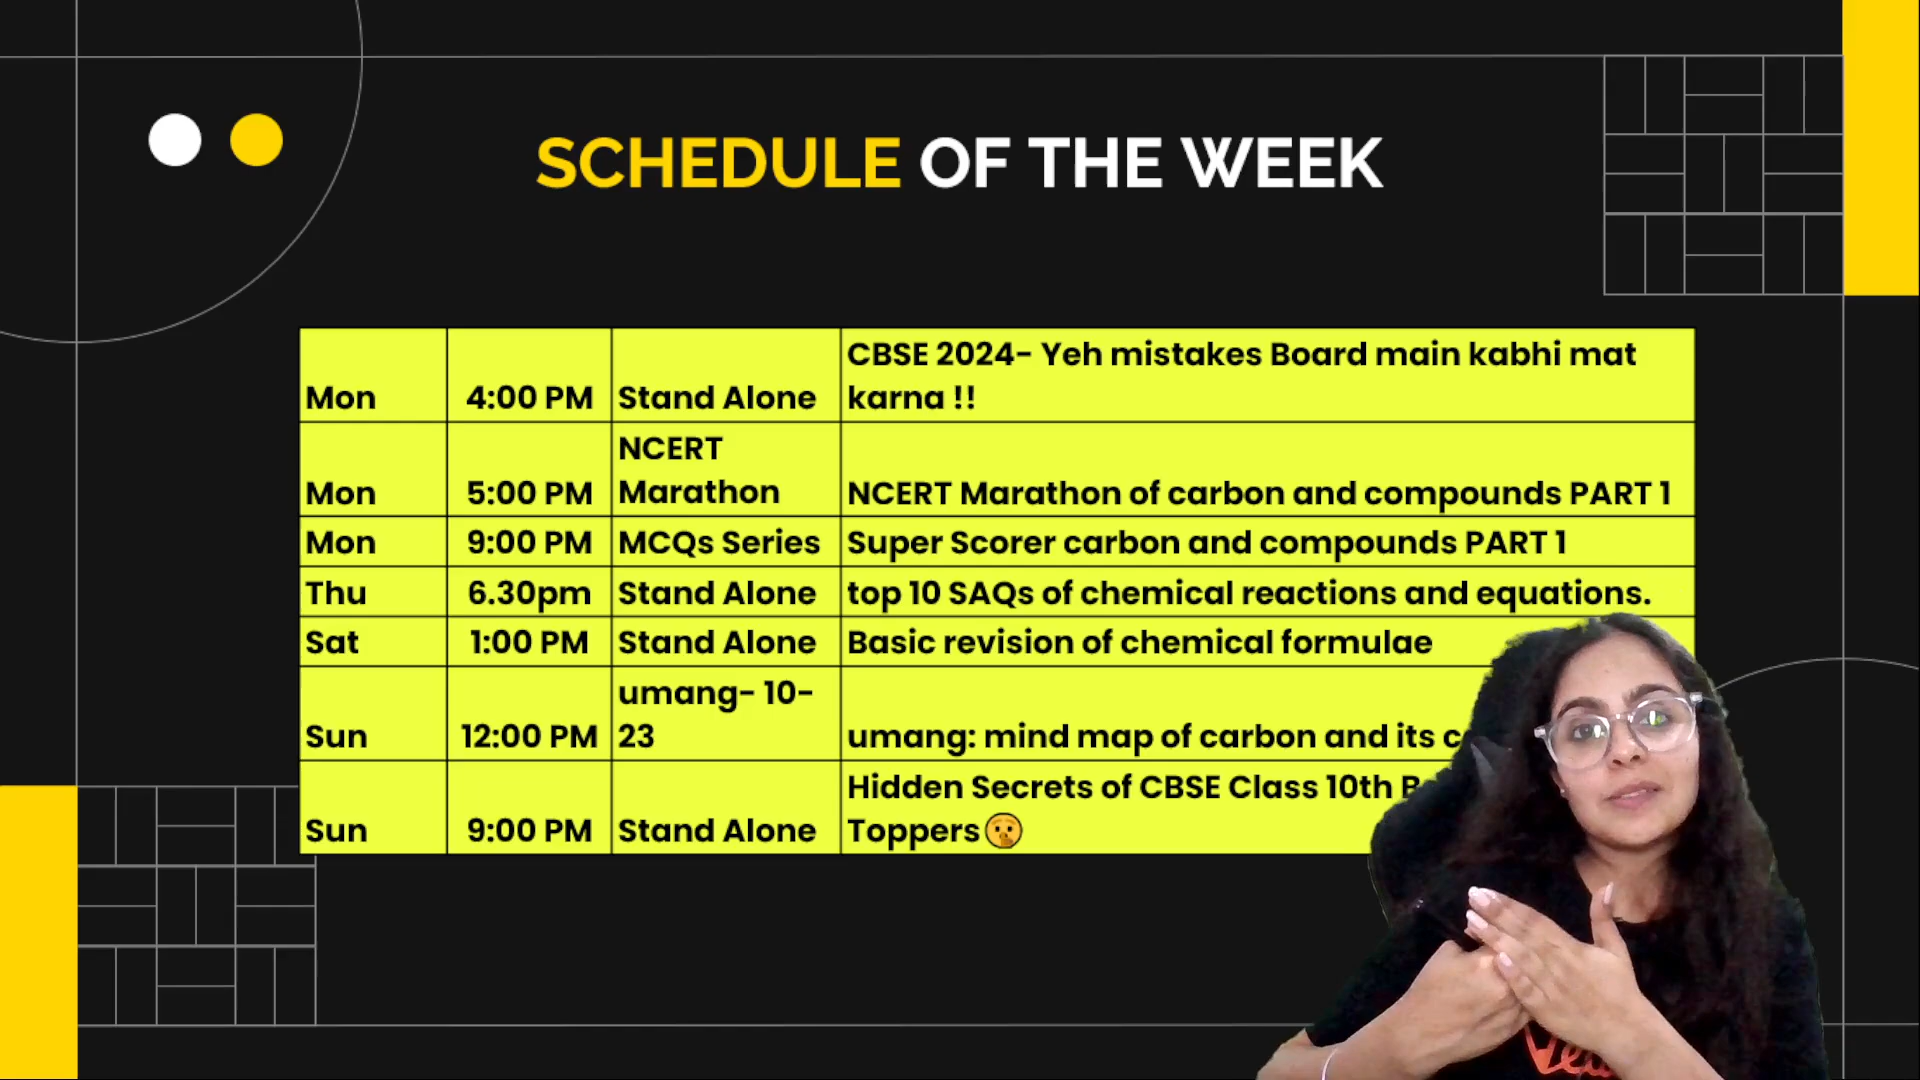 SCHEDULE OF THE WEEK
CBSE 2024- Yeh mistakes Board main kabhi mat
Mon 4:00 PM Stand Alone karna !!
NCERT
Mon 5:00 PM Marathon NCERT Marathon of carbon and compounds PART 1
Mon 9:00 PM MCQs Series Super Scorer carbon and compounds PART 1
Thu 6.30pm Stand Alone top 10 SAQs of chemical reactions and equations.
Sat 1:00 PM Stand Alone Basic revision of chemical formulae
umang- 10-
Sun 12:00 PM 23 umang: mind map of carbon and its
Hidden Secrets of CBSE Class 10th
Sun 9:00 PM Stand Alone Toppers🤫